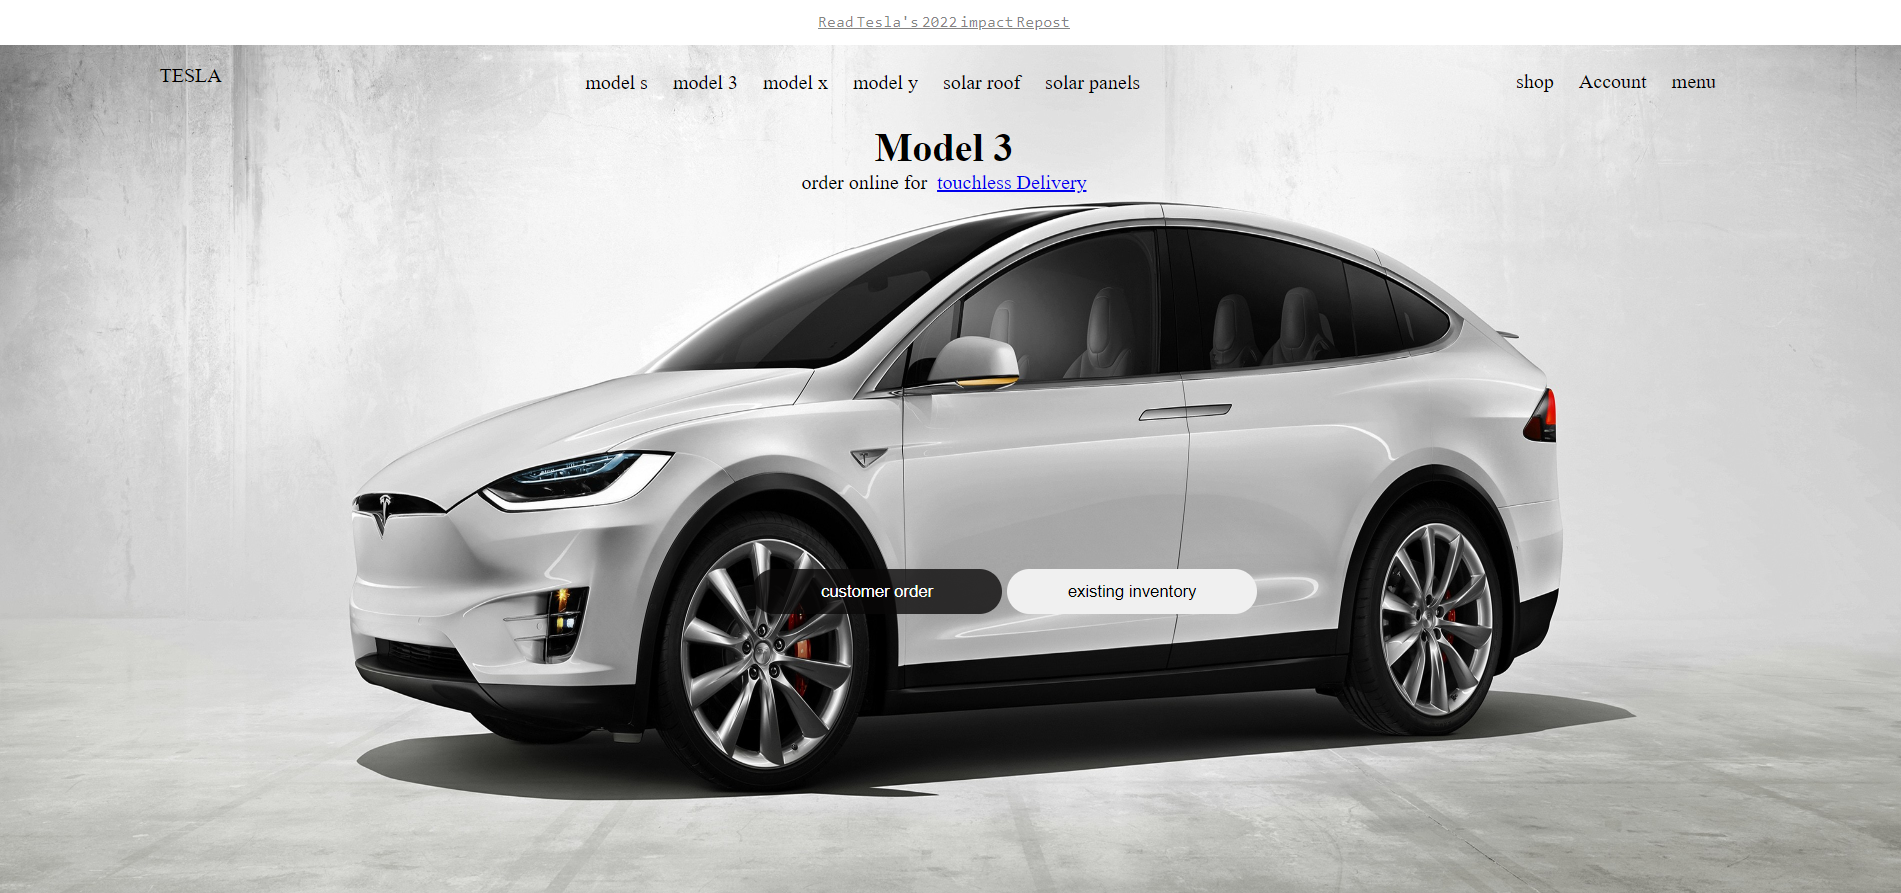 Read Tesla's 2022 impact Repost
TESLA model s model 3 model x model y solar roof solar panels shop Account menu
Model 3
order online for touchless Delivery
customer order existing inventory